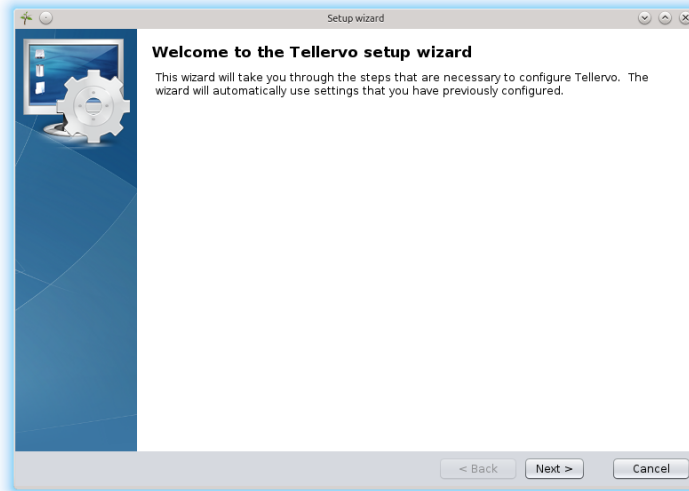 Setup wizard
Welcome to the Tellervo setup wizard
This wizard will take you through the steps that are necessary to configure Tellervo.  The
wizard will automatically use settings that you have previously configured.
< Back Next > Cancel